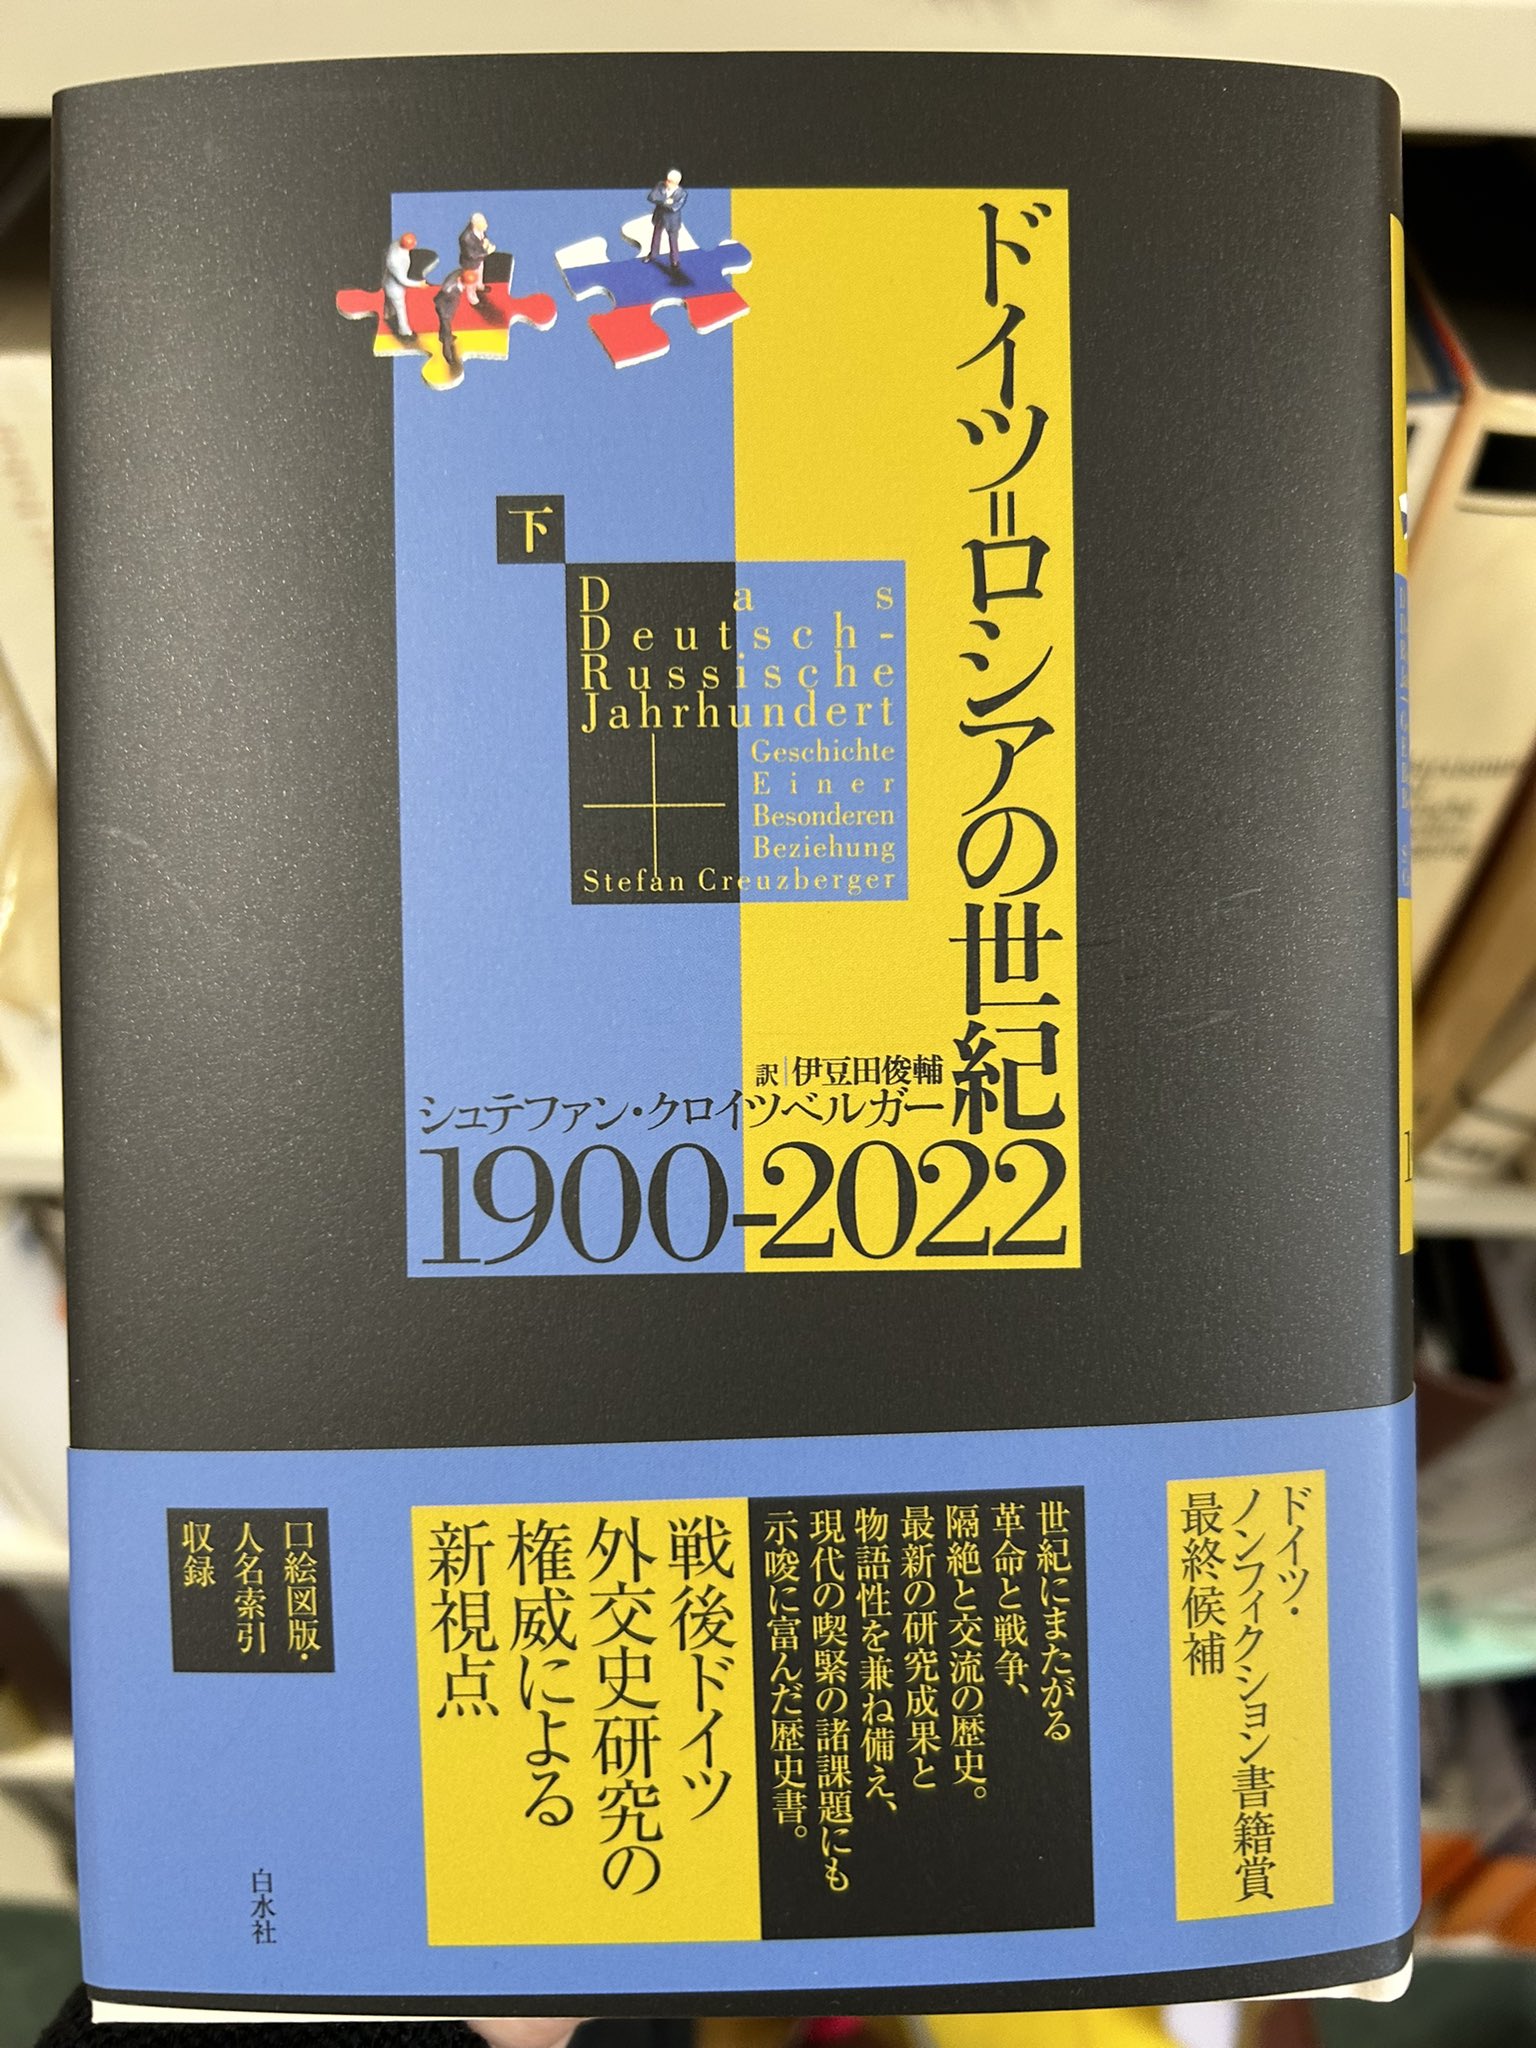 ドイツ=ロシアの世紀
1900-2022
下
Das
Deutsch-
Russische
Jahrhundert
Geschichte
Einer
Besonderen
Beziehung
Stefan Creuzberger
シュテファン・クロイツベルガー
訳|伊豆田俊輔
ドイツ・
ノンフィクション書籍賞
最終候補
世紀にまたがる
革命と戦争、
隔絶と交流の歴史。
最新の研究成果と
物語性を兼ね備え、
現代の喫緊の諸課題にも
示唆に富んだ歴史書。
戦後ドイツ
外交史研究の
権威による
新視点
口絵図版・
人名索引
収録
白水社